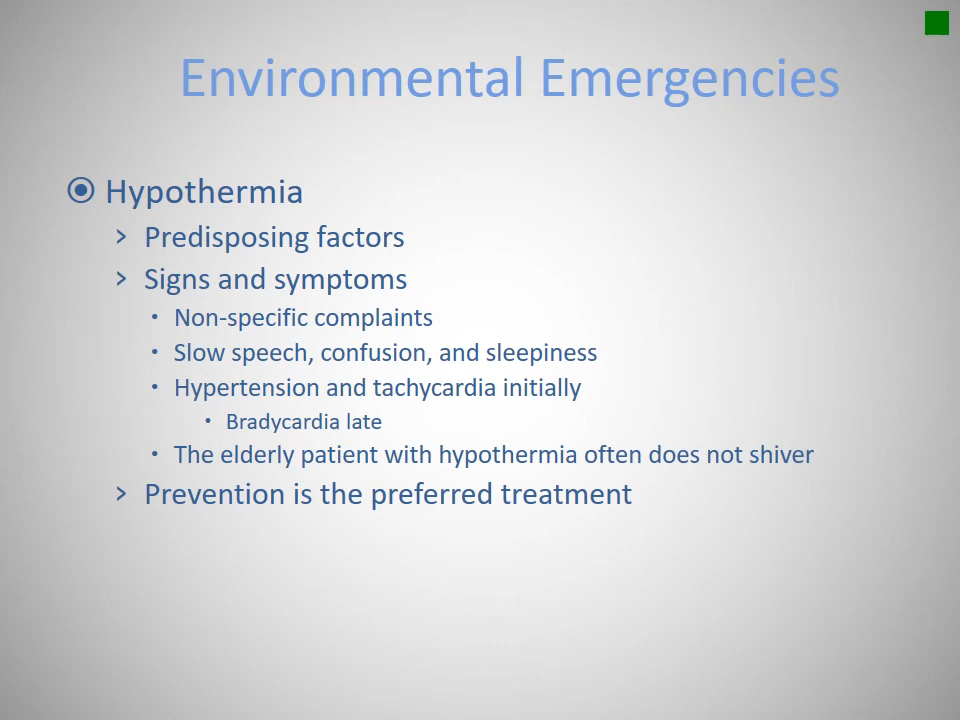 Environmental Emergencies
Hypothermia
Predisposing factors
Signs and symptoms
Non-specific complaints
Slow speech, confusion, and sleepiness
Hypertension and tachycardia initially
Bradycardia late
The elderly patient with hypothermia often does not shiver
Prevention is the preferred treatment